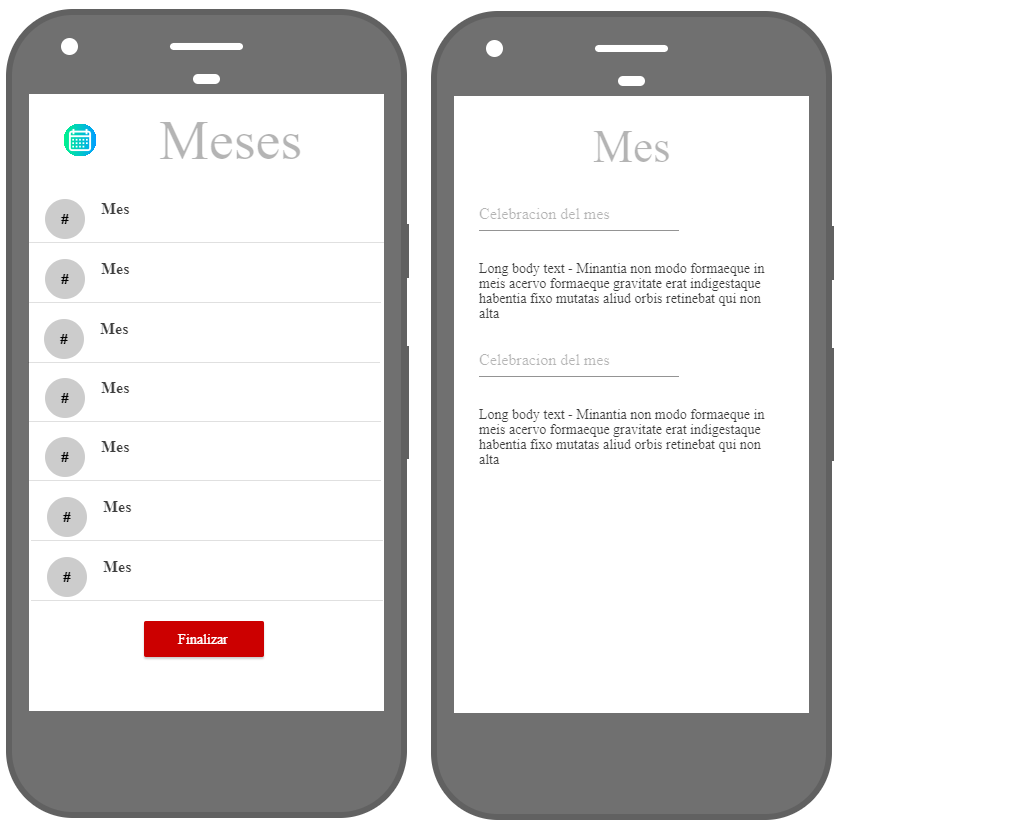 Meses
# Mes
# Mes
# Mes
# Mes
# Mes
# Mes
# Mes
Finalizar
Mes
Celebracion del mes
Long body text - Minantia non modo formaeque in
meis acervo formaeque gravitate erat indigestaque
habentia fixo mutatas aliud orbis retinebat qui non
alta
Celebracion del mes
Long body text - Minantia non modo formaeque in
meis acervo formaeque gravitate erat indigestaque
habentia fixo mutatas aliud orbis retinebat qui non
alta